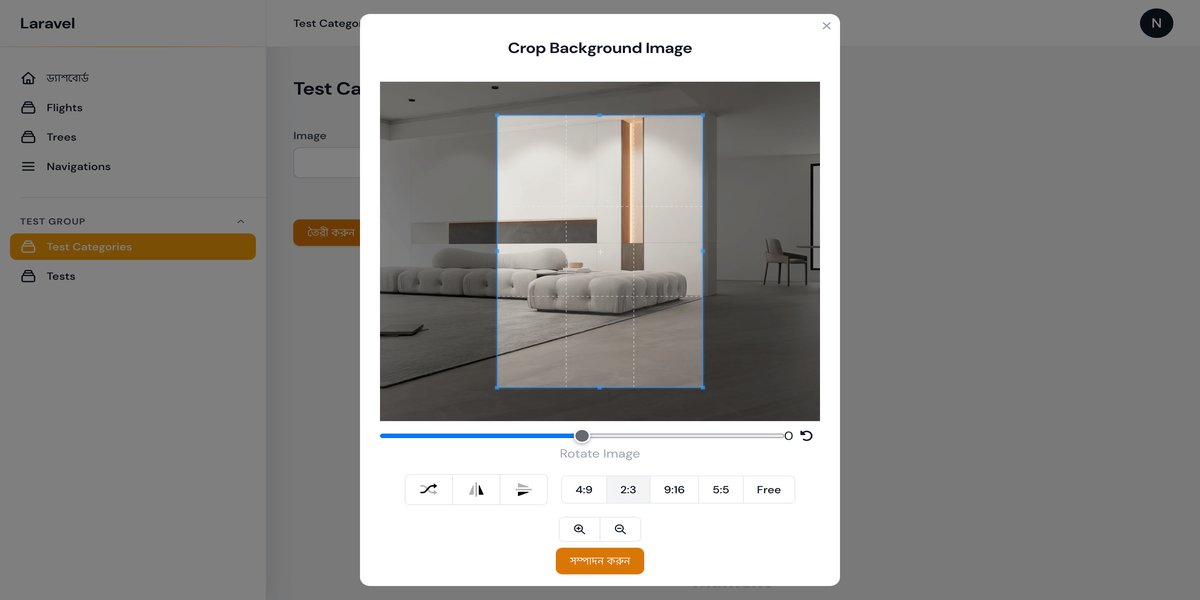 Laravel
Test Catego
N
ড্যাশবোর্ড
Flights
Trees
Navigations
TEST GROUP
Test Categories
Tests
Test Ca
Image
তৈরী করুন
Crop Background Image
0
Rotate Image
4:9 2:3 9:16 5:5 Free
সম্পাদন করুন